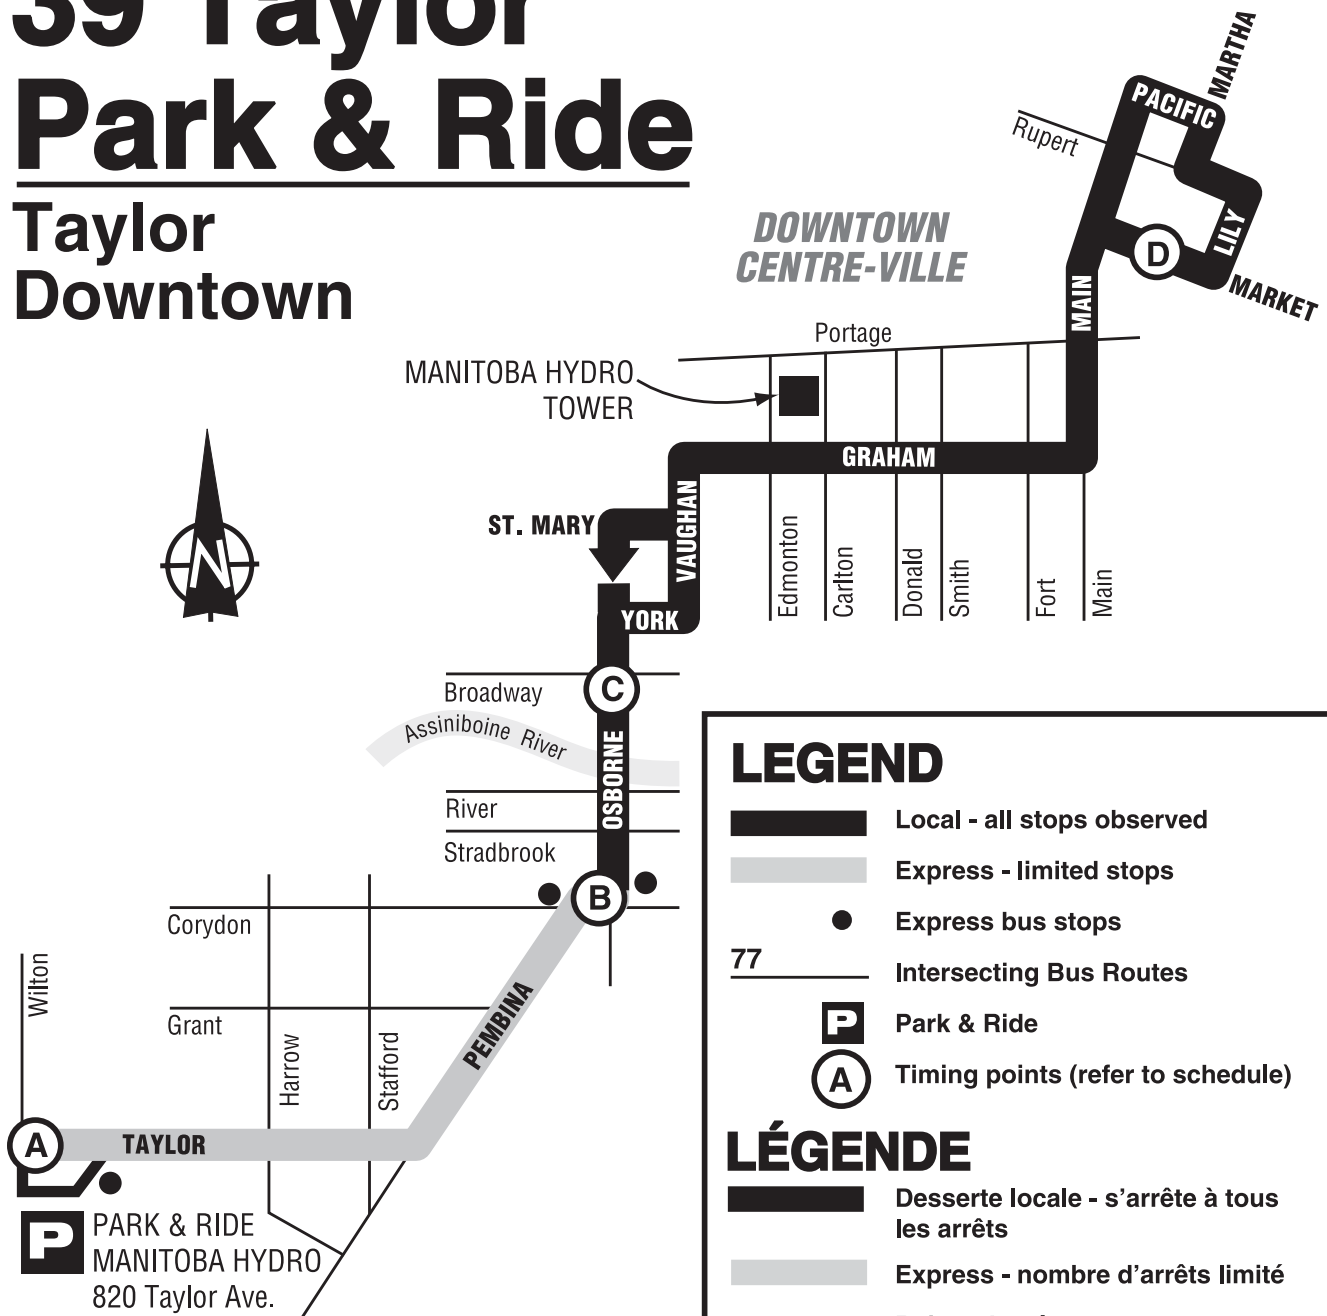 39 Taylor
Park & Ride
Taylor
Downtown
MARTHA
PACIFIC
Rupert
LILY
D
MARKET
DOWNTOWN
CENTRE-VILLE
MAIN
Portage
MANITOBA HYDRO
TOWER
GRAHAM
VAUGHAN
ST. MARY
Edmonton
Carlton
Donald
Smith
Fort
Main
N
YORK
C
Broadway
Assiniboine River
OSBORNE
River
Stradbrook
B
Corydon
Wilton
Grant
PEMBINA
Harrow
Stafford
A
TAYLOR
P
PARK & RIDE
MANITOBA HYDRO
820 Taylor Ave.
LEGEND
Local - all stops observed
Express - limited stops
Express bus stops
77
Intersecting Bus Routes
P
Park & Ride
A
Timing points (refer to schedule)
LÉGENDE
Desserte locale - s'arrête à tous
les arrêts
Express - nombre d'arrêts limité